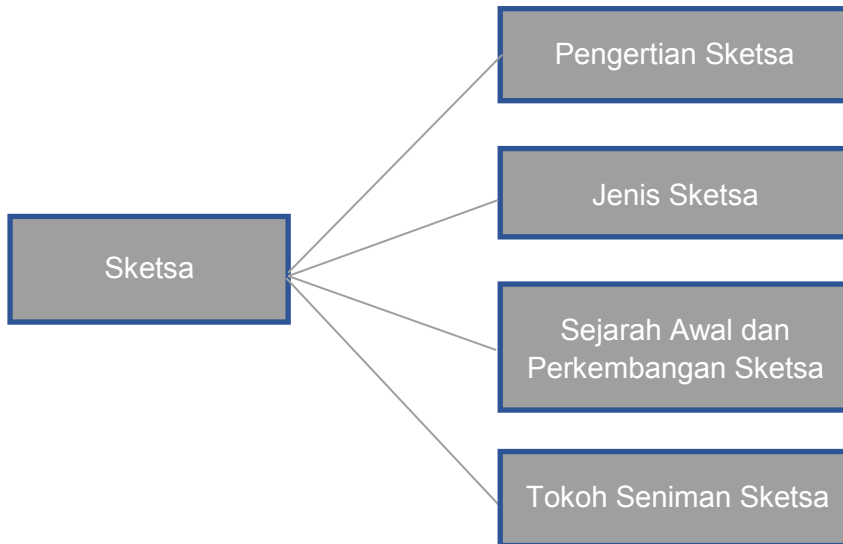 Pengertian Sketsa
Jenis Sketsa
Sketsa
Sejarah Awal dan
Perkembangan Sketsa
Tokoh Seniman Sketsa